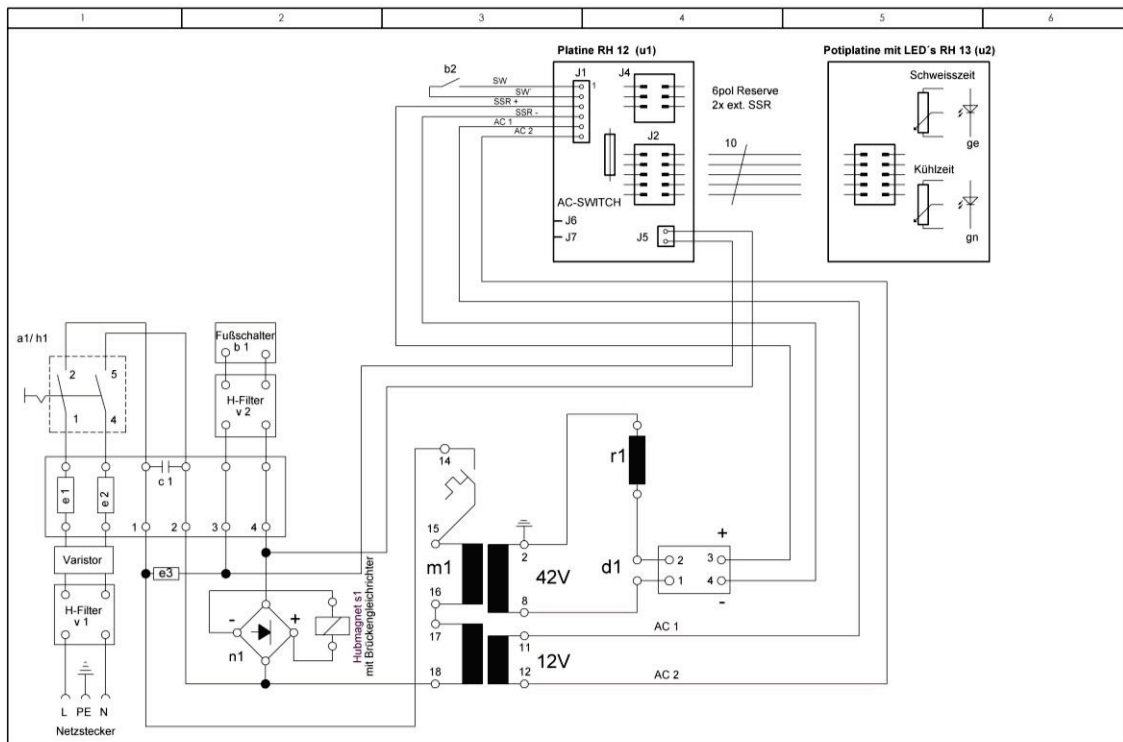 1 2 3 4 5 6
Platine RH 12 (u1)
Potiplatine mit LED´s RH 13 (u2)
b2
SW
SW´
SSR +
SSR -
AC 1
AC 2
J1
1
J4
J2
AC-SWITCH
J6
J7
J5
6pol Reserve
2x ext. SSR
10
Schweisszeit
ge
Kühlzeit
gn
a1/ h1
2
5
1
4
Fußschalter
b 1
H-Filter
v 2
e 1
e 2
c 1
1
2
3
4
Varistor
e3
H-Filter
v 1
L PE N
Netzstecker
-
+
n1
Hubmagnet s1
mit Brückengleichrichter
14
15
16
17
18
m1
2
42V
8
11
12V
12
r1
d1
2
1
3
4
+
-
AC 1
AC 2